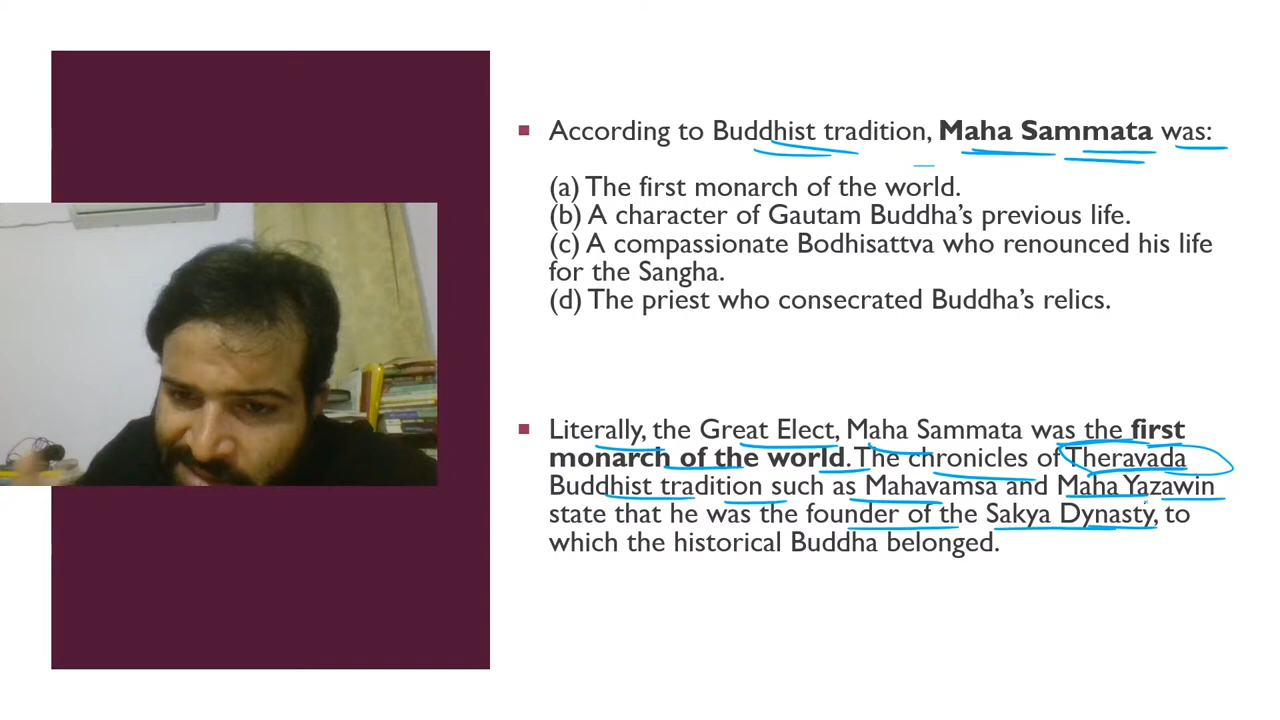 According to Buddhist tradition, Maha Sammata was:
(a) The first monarch of the world.
(b) A character of Gautam Buddha's previous life.
(c) A compassionate Bodhisattva who renounced his life
for the Sangha.
(d) The priest who consecrated Buddha's relics.
Literally, the Great Elect, Maha Sammata was the first
monarch of the world. The chronicles of Theravada
Buddhist tradition such as Mahavamsa and Maha Yazawin
state that he was the founder of the Sakya Dynasty, to
which the historical Buddha belonged.